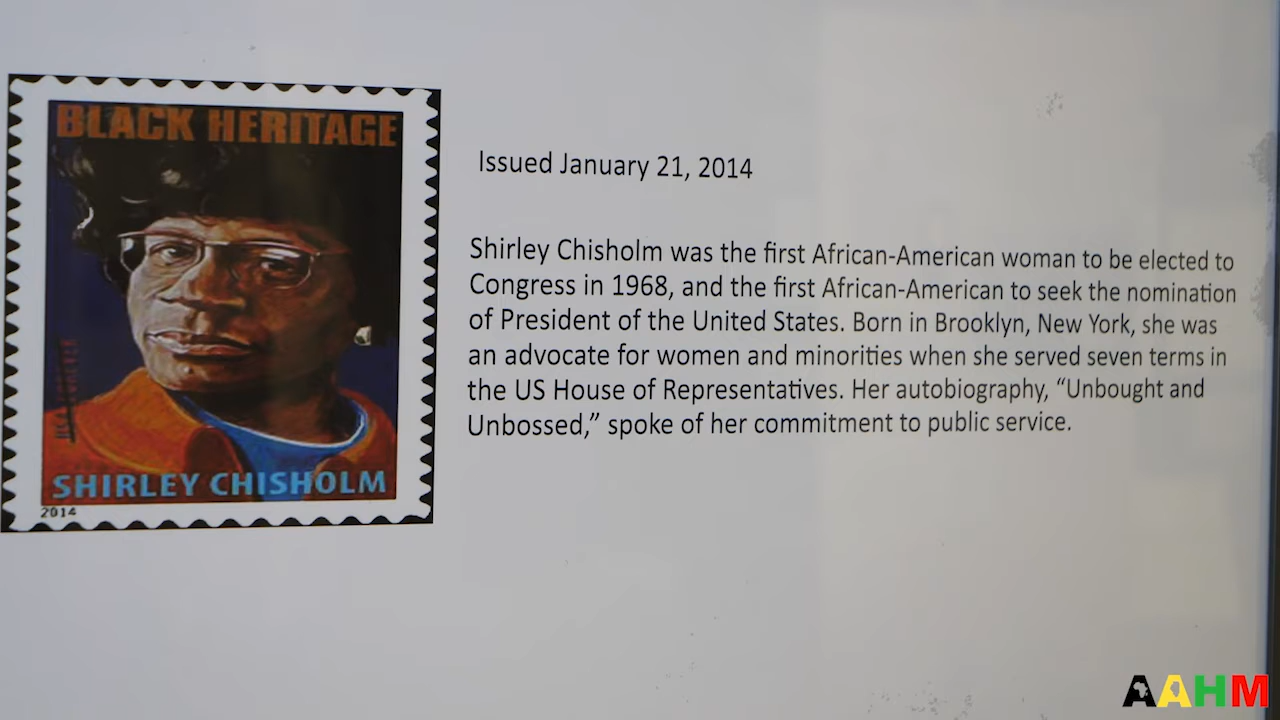 BLACK HERITAGE
SHIRLEY CHISHOLM
2014
Issued January 21, 2014
Shirley Chisholm was the first African-American woman to be elected to
Congress in 1968, and the first African-American to seek the nomination
of President of the United States. Born in Brooklyn, New York, she was
an advocate for women and minorities when she served seven terms in
the US House of Representatives. Her autobiography, “Unbought and
Unbossed,” spoke of her commitment to public service.
AAHM